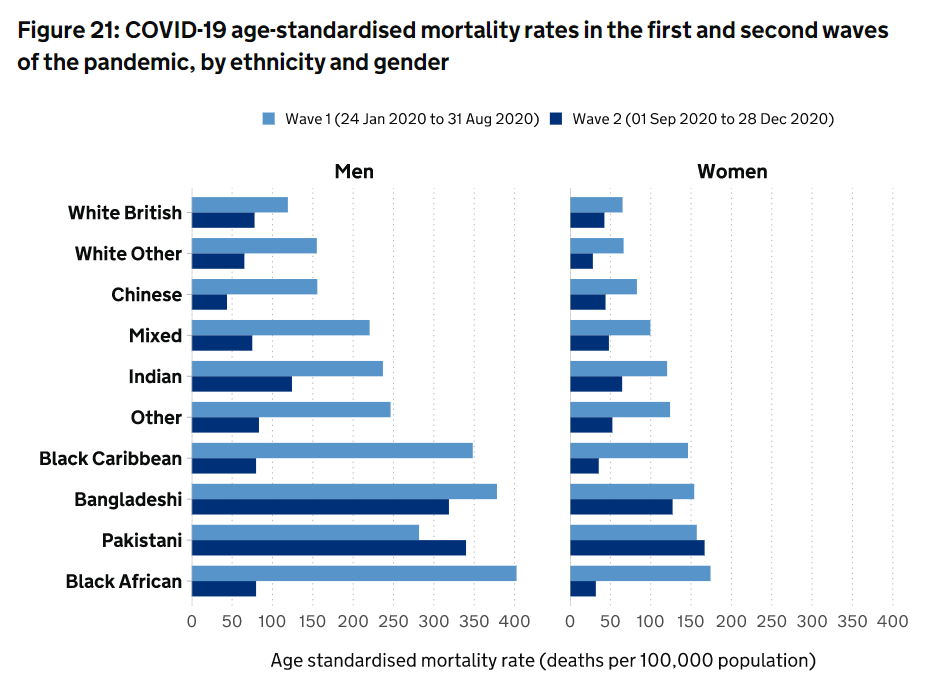 Figure 21: COVID-19 age-standardised mortality rates in the first and second waves
of the pandemic, by ethnicity and gender
Wave 1 (24 Jan 2020 to 31 Aug 2020) Wave 2 (01 Sep 2020 to 28 Dec 2020)
Men Women
White British
White Other
Chinese
Mixed
Indian
Other
Black Caribbean
Bangladeshi
Pakistani
Black African
0 50 100 150 200 250 300 350 400 0 50 100 150 200 250 300 350 400
Age standardised mortality rate (deaths per 100,000 population)